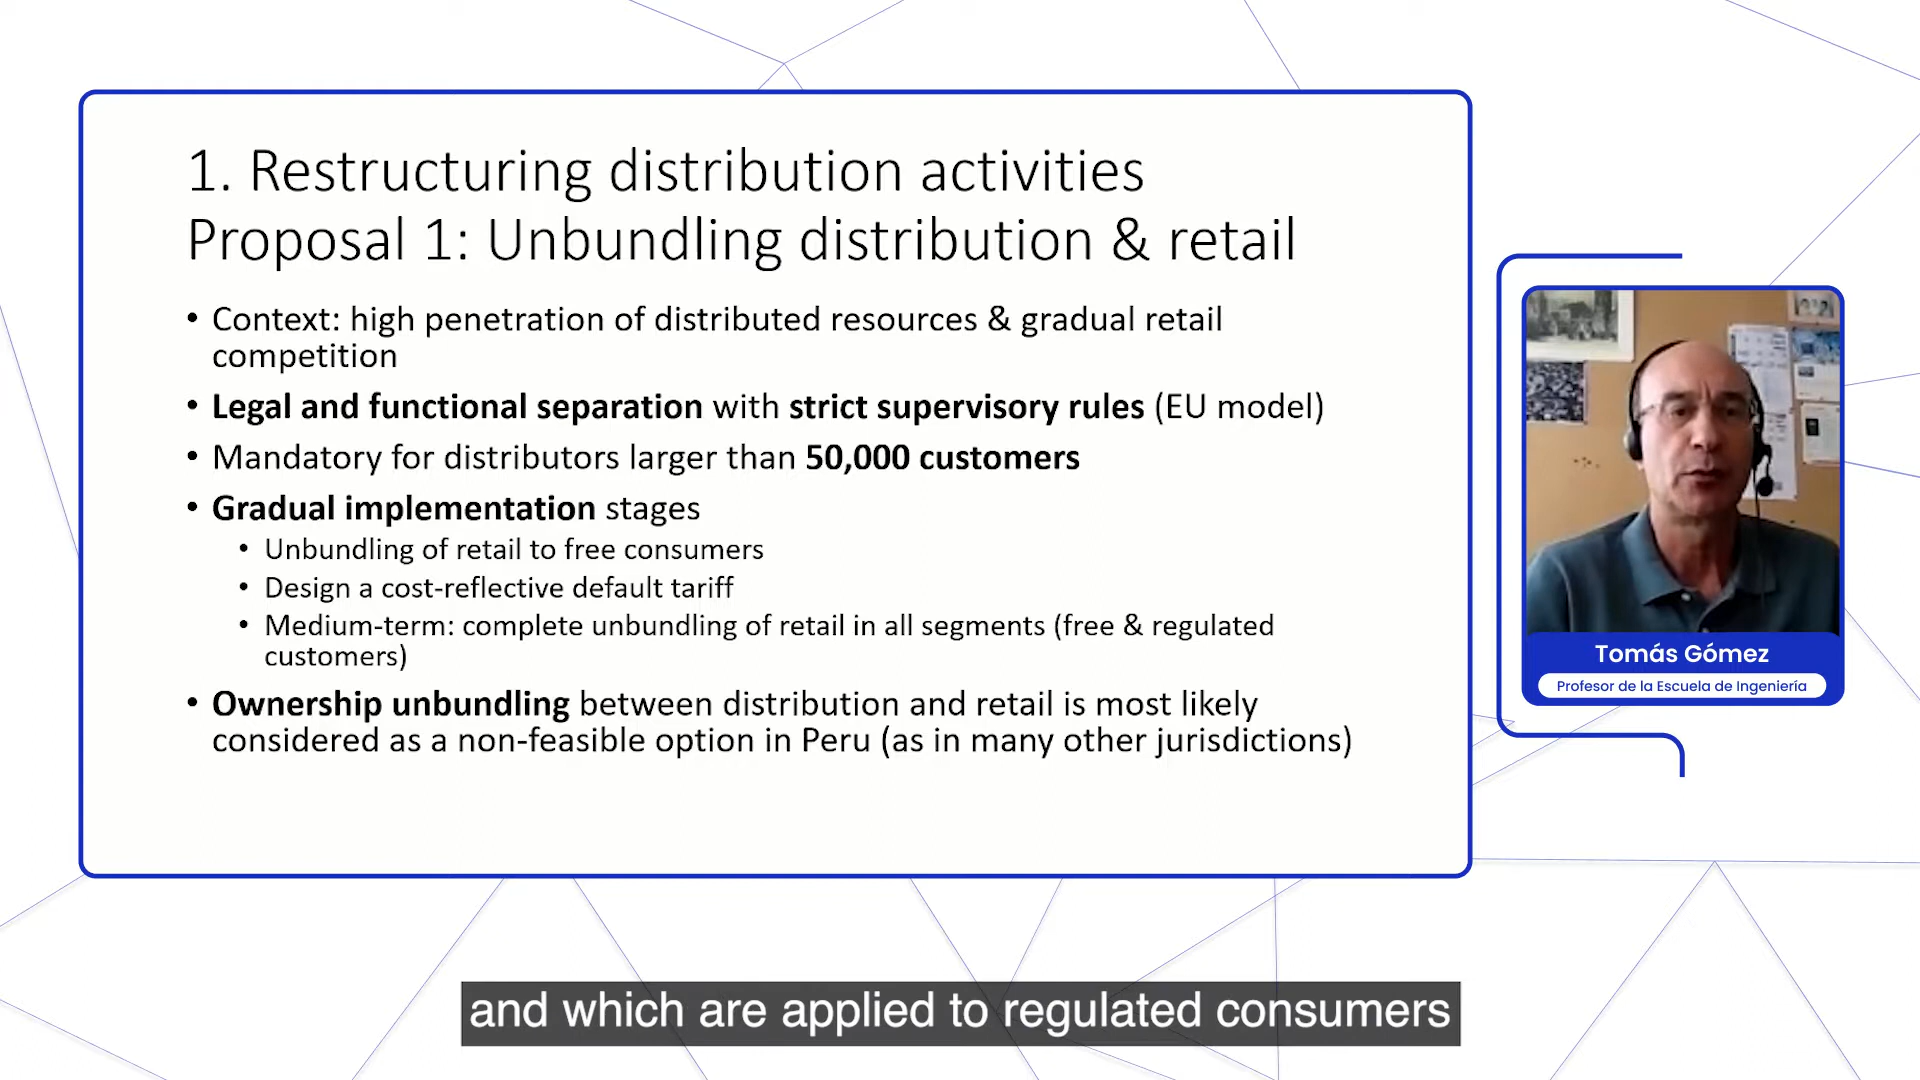 1. Restructuring distribution activities
Proposal 1: Unbundling distribution & retail
• Context: high penetration of distributed resources & gradual retail
competition
• Legal and functional separation with strict supervisory rules (EU model)
• Mandatory for distributors larger than 50,000 customers
• Gradual implementation stages
• Unbundling of retail to free consumers
• Design a cost-reflective default tariff
• Medium-term: complete unbundling of retail in all segments (free & regulated
customers)
• Ownership unbundling between distribution and retail is most likely
considered as a non-feasible option in Peru (as in many other jurisdictions)
Tomás Gómez
Profesor de la Escuela de Ingeniería
and which are applied to regulated consumers